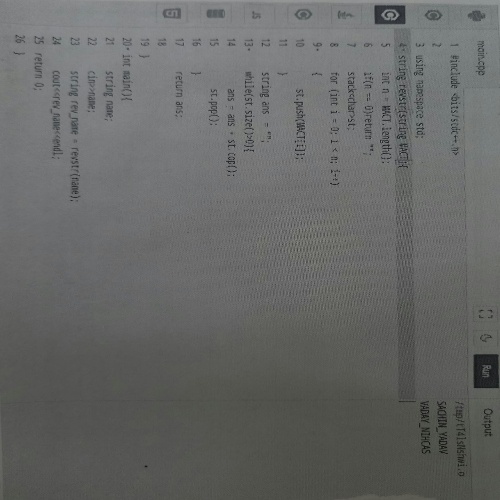 main.cpp
Run
Output
1 #include <bits/stdc++.h>
2
3 using namespace std;
4 string revstr(string WACT){
5 int n = WACT.length();
6 if(n == 0)return "";
7 stack<char>st;
8 for (int i = 0; i < n; i++)
9 {
10 st.push(WACT[i]);
11 }
12 string ans = "";
13 while(st.size()>0){
14 ans = ans + st.top();
15 st.pop();
16 }
17 return ans;
18
19 }
20 int main(){
21 string name;
22 cin>>name;
23 string rev_name = revstr(name);
24 cout<<rev_name<<endl;
25 return 0;
26 }
SACHIN_YADAV
VADAY_NIHCAS